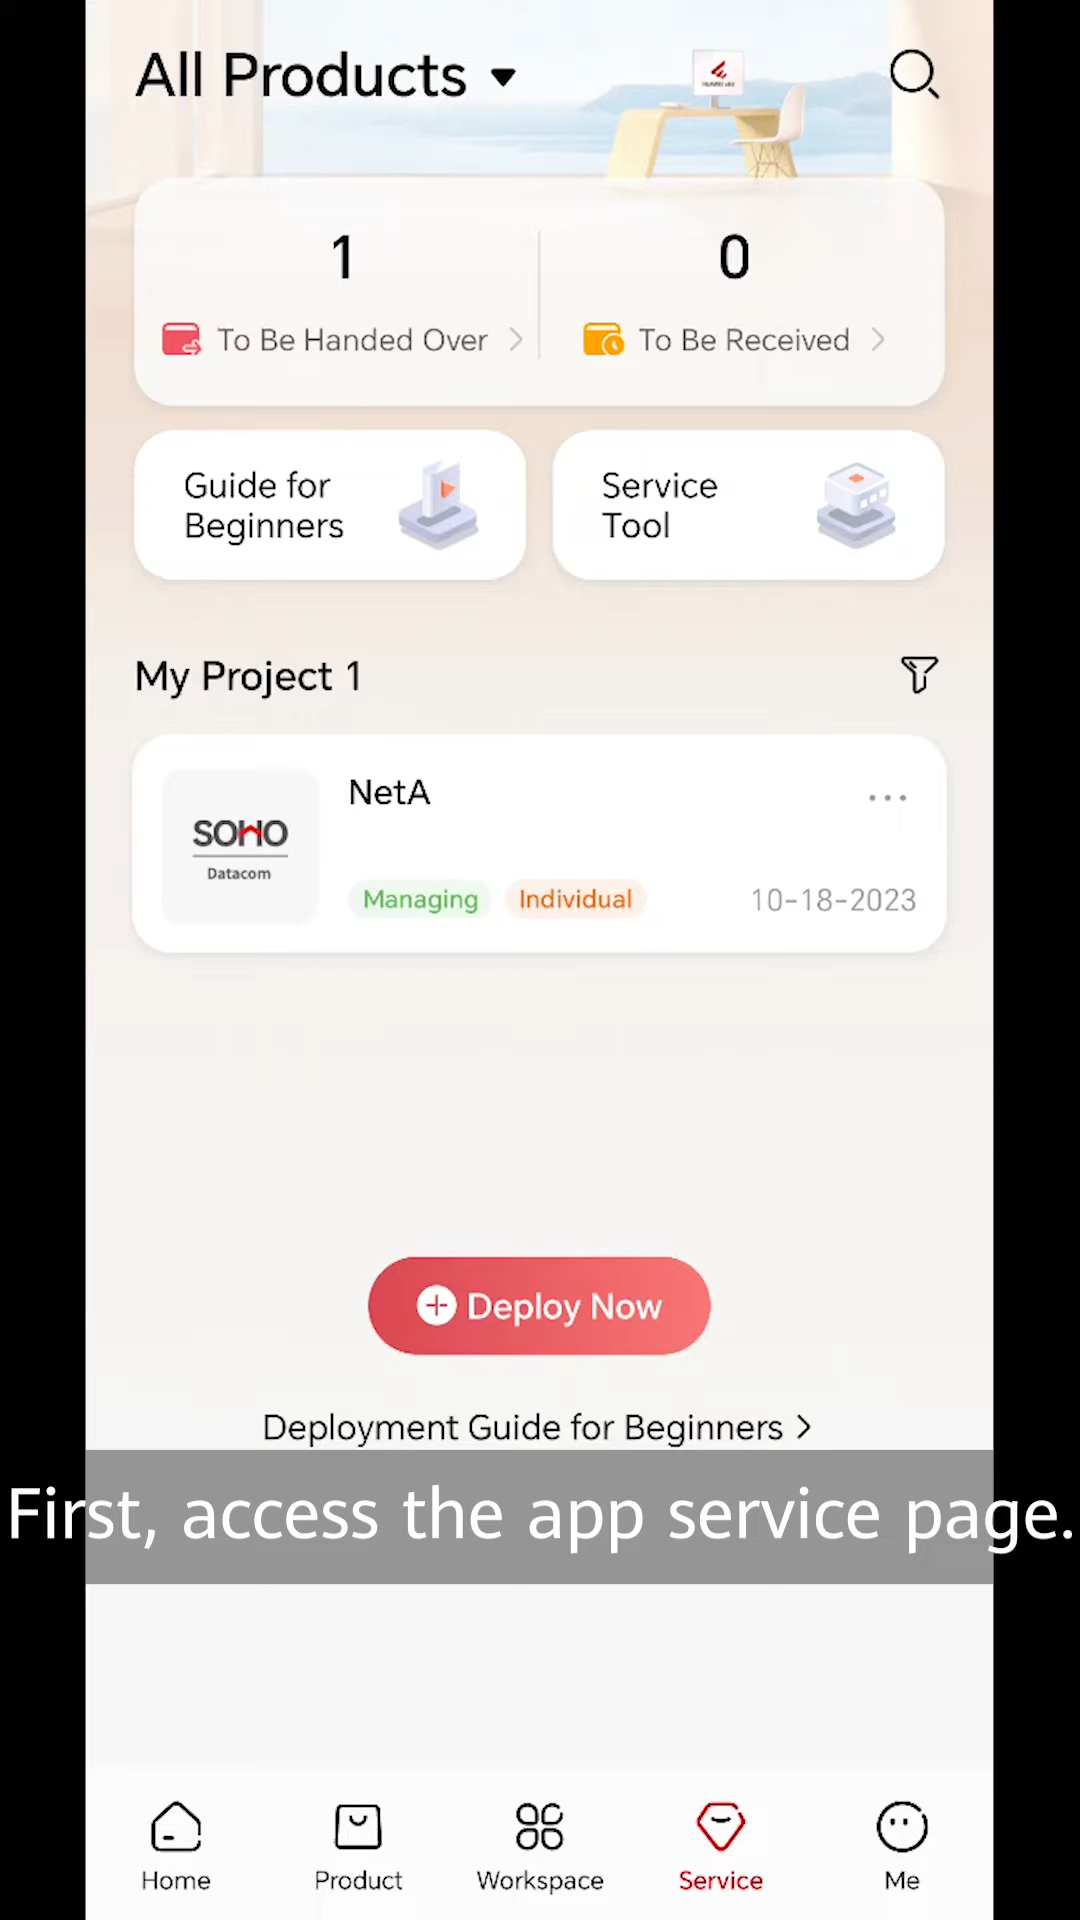 All Products
1
0
To Be Handed Over
To Be Received
Guide for
Beginners
Service
Tool
My Project 1
SOHO
Datacom
NetA
Managing
Individual
10-18-2023
Deploy Now
Deployment Guide for Beginners
First, access the app service page.
Home
Product
Workspace
Service
Me